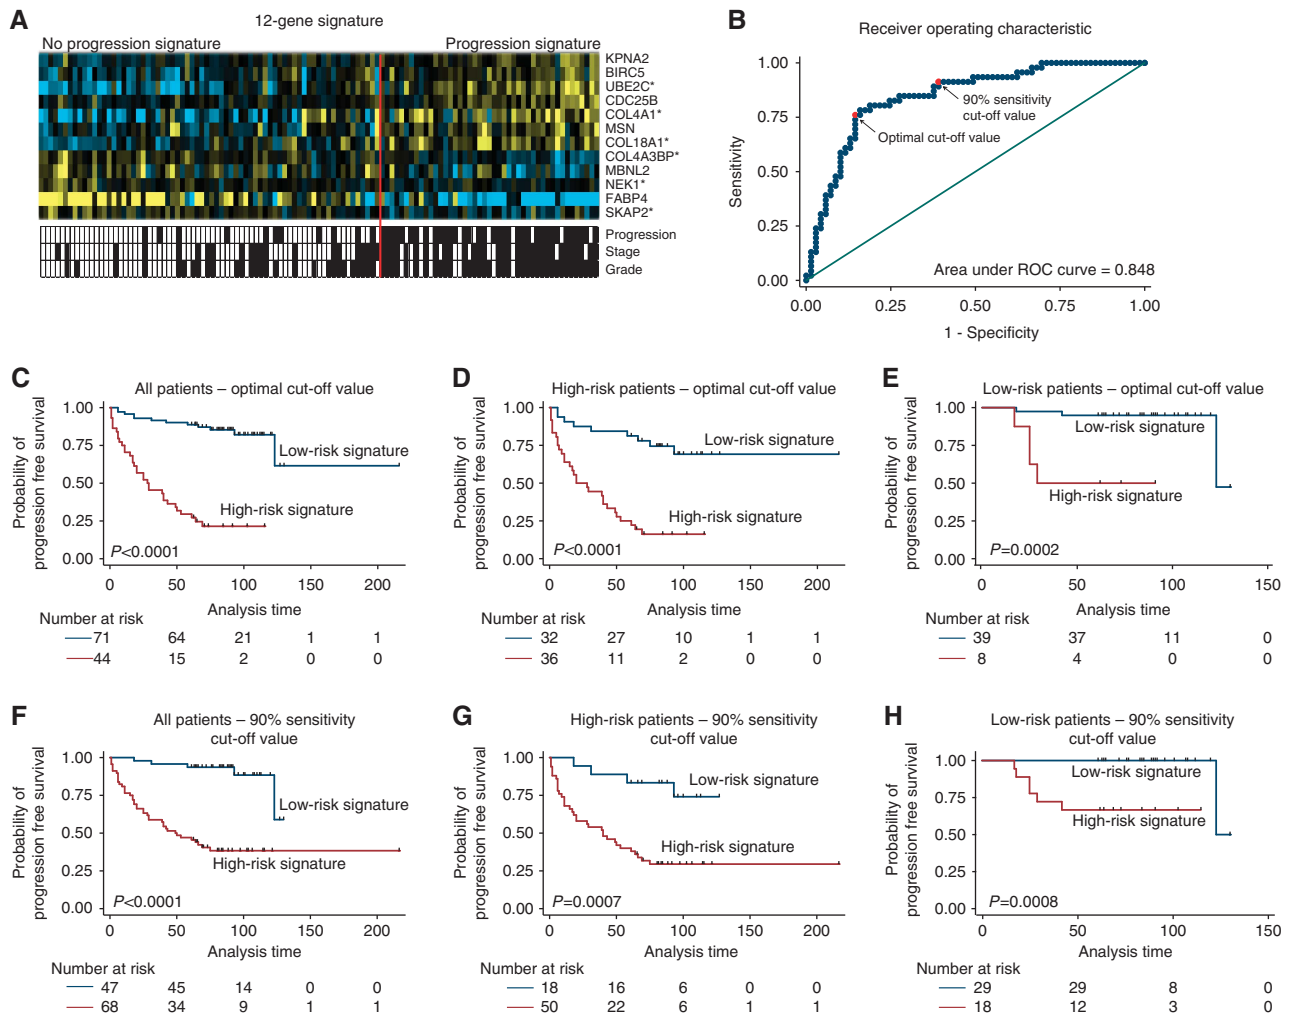 A
12-gene signature
No progression signature
Progression signature
KPNA2
BIRC5
UBE2C*
CDC25B
COL4A1*
MSN
COL18A1*
COL4A3BP*
MBNL2
NEK1*
FABP4
SKAP2*
Progression
Stage
Grade
B
Receiver operating characteristic
Sensitivity
1.00
0.75
0.50
0.25
0.00
90% sensitivity
cut-off value
Optimal cut-off value
Area under ROC curve = 0.848
0.00 0.25 0.50 0.75 1.00
1 - Specificity
C
All patients – optimal cut-off value
Probability of
progression free survival
1.00
0.75
0.50
0.25
0.00
Low-risk signature
High-risk signature
P<0.0001
0 50 100 150 200
Analysis time
Number at risk
71 64 21 1 1
44 15 2 0 0
D
High-risk patients – optimal cut-off value
Probability of
progression free survival
1.00
0.75
0.50
0.25
0.00
Low-risk signature
High-risk signature
P<0.0001
0 50 100 150 200
Analysis time
Number at risk
32 27 10 1 1
36 11 2 0 0
E
Low-risk patients – optimal cut-off value
Probability of
progression free survival
1.00
0.75
0.50
0.25
0.00
Low-risk signature
High-risk signature
P=0.0002
0 50 100 150
Analysis time
Number at risk
39 37 11 0
8 4 0 0
F
All patients – 90% sensitivity
cut-off value
Probability of
progression free survival
1.00
0.75
0.50
0.25
0.00
Low-risk signature
High-risk signature
P<0.0001
0 50 100 150 200
Analysis time
Number at risk
47 45 14 0 0
68 34 9 1 1
G
High-risk patients – 90% sensitivity
cut-off value
Probability of
progression free survival
1.00
0.75
0.50
0.25
0.00
Low-risk signature
High-risk signature
P=0.0007
0 50 100 150 200
Analysis time
Number at risk
18 16 6 0 0
50 22 6 1 1
H
Low-risk patients – 90% sensitivity
cut-off value
Probability of
progression free survival
1.00
0.75
0.50
0.25
0.00
Low-risk signature
High-risk signature
P=0.0008
0 50 100 150
Analysis time
Number at risk
29 29 8 0
18 12 3 0